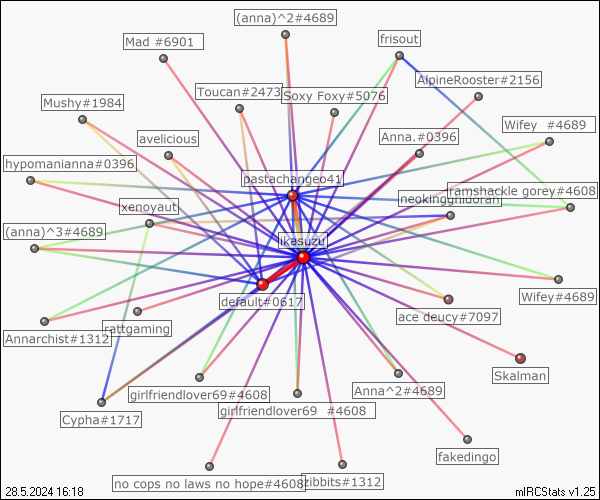 (anna)^2#4689
Mad #6901
frisout
AlpineRooster#2156
Toucan#2473
Soxy Foxy#5076
Mushy#1984
Wifey #4689
avelicious
Anna.#0396
hypomanianna#0396
pastachange041
neokingghidorah
ramshackle gorey#4608
xenoyaut
(anna)^3#4689
ikasuzu
default#0617
Wifey#4689
ace deucy#7097
rattgaming
Annarchist#1312
Skalman
girlfriendlover69#4608
Anna^2#4689
girlfriendlover69 #4608
Cypha#1717
fakedingo
no cops no laws no hope#4608
zibbits#1312
28.5.2024 16:18
mIRCStats v1.25